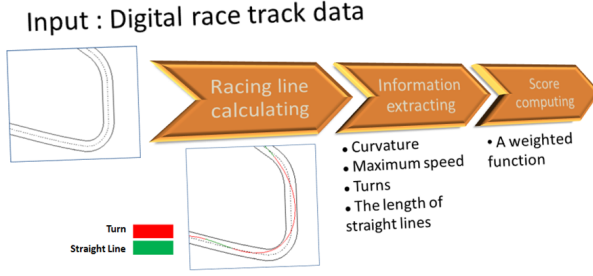 Input : Digital race track data
Racing line
calculating
Information
extracting
Score
computing
• Curvature
• Maximum speed
• Turns
• The length of
straight lines
• A weighted
function
Turn
Straight Line